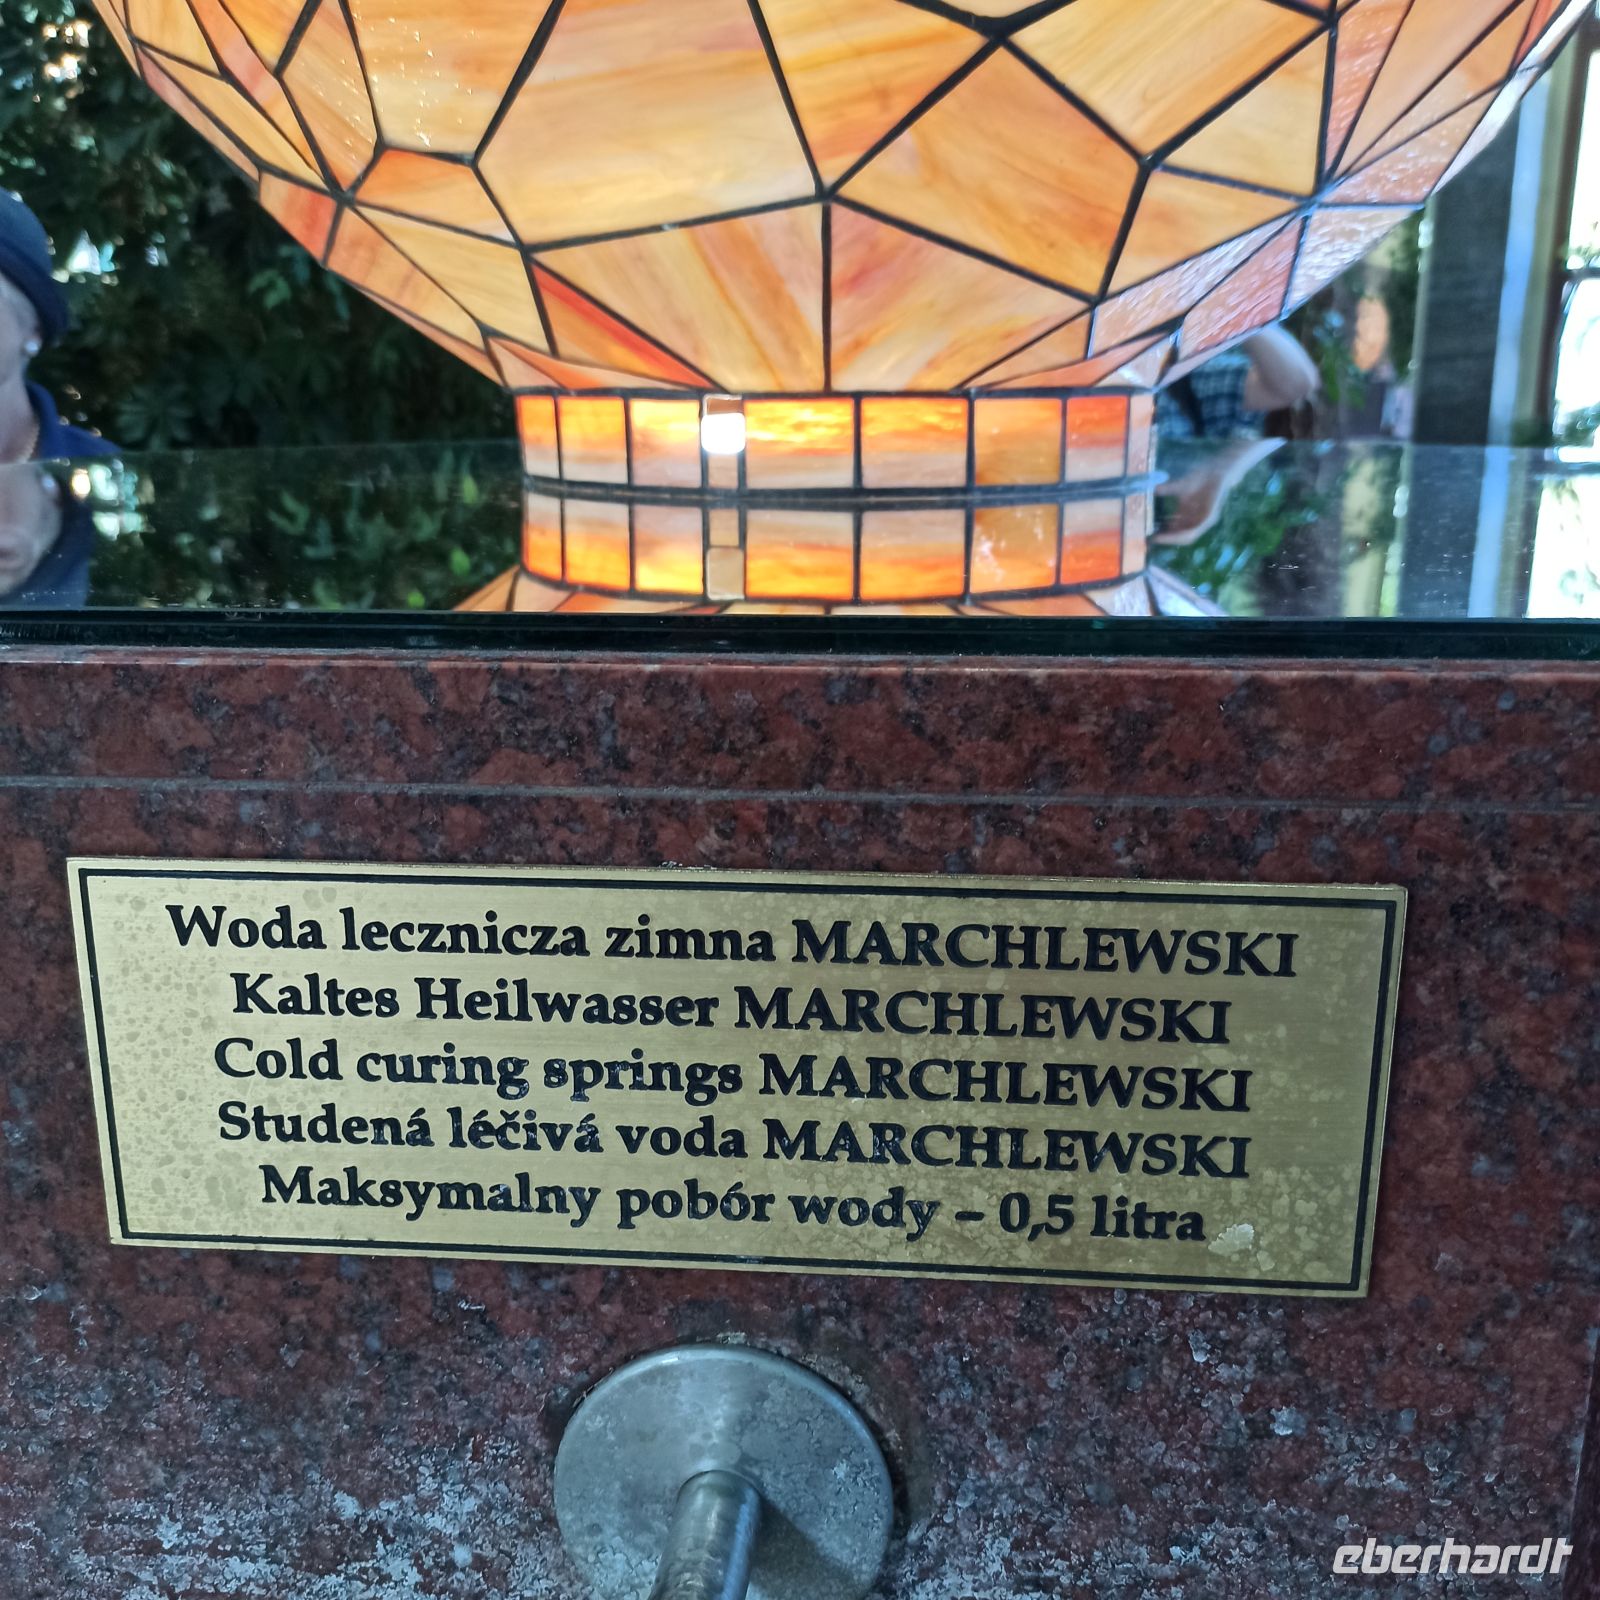 Woda lecznicza zimna MARCHLEWSKI
Kaltes Heilwasser MARCHLEWSKI
Cold curing springs MARCHLEWSKI
Studená léčivá voda MARCHLEWSKI
Maksymalny pobór wody – 0,5 litra
eberhardt